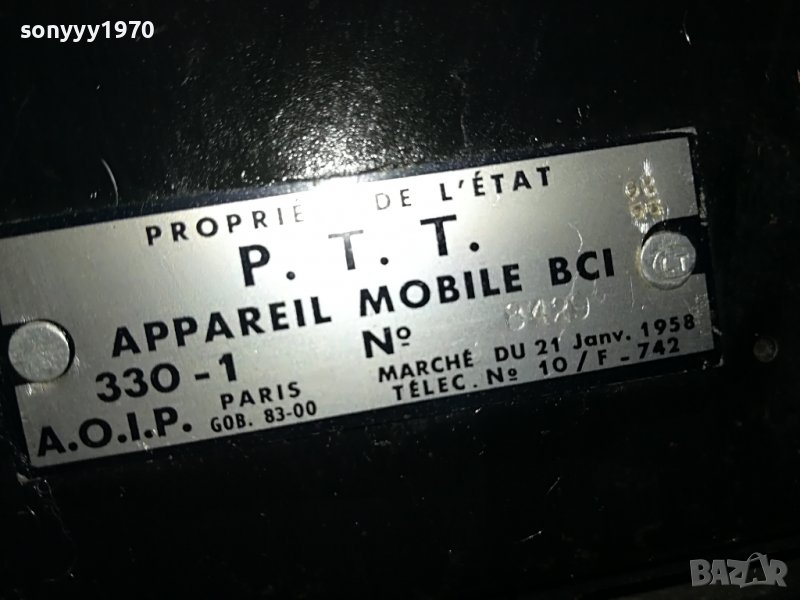 sonyyy1970
PROPRIÉ DE L'ÉTAT
P. T. T.
APPAREIL MOBILE BCI
330-1 Nº
A.O.I.P. PARIS
GOB. 83-00
MARCHÉ DU 21 Janv. 1958
TÉLEC. Nº 10/F-742
BAZAR